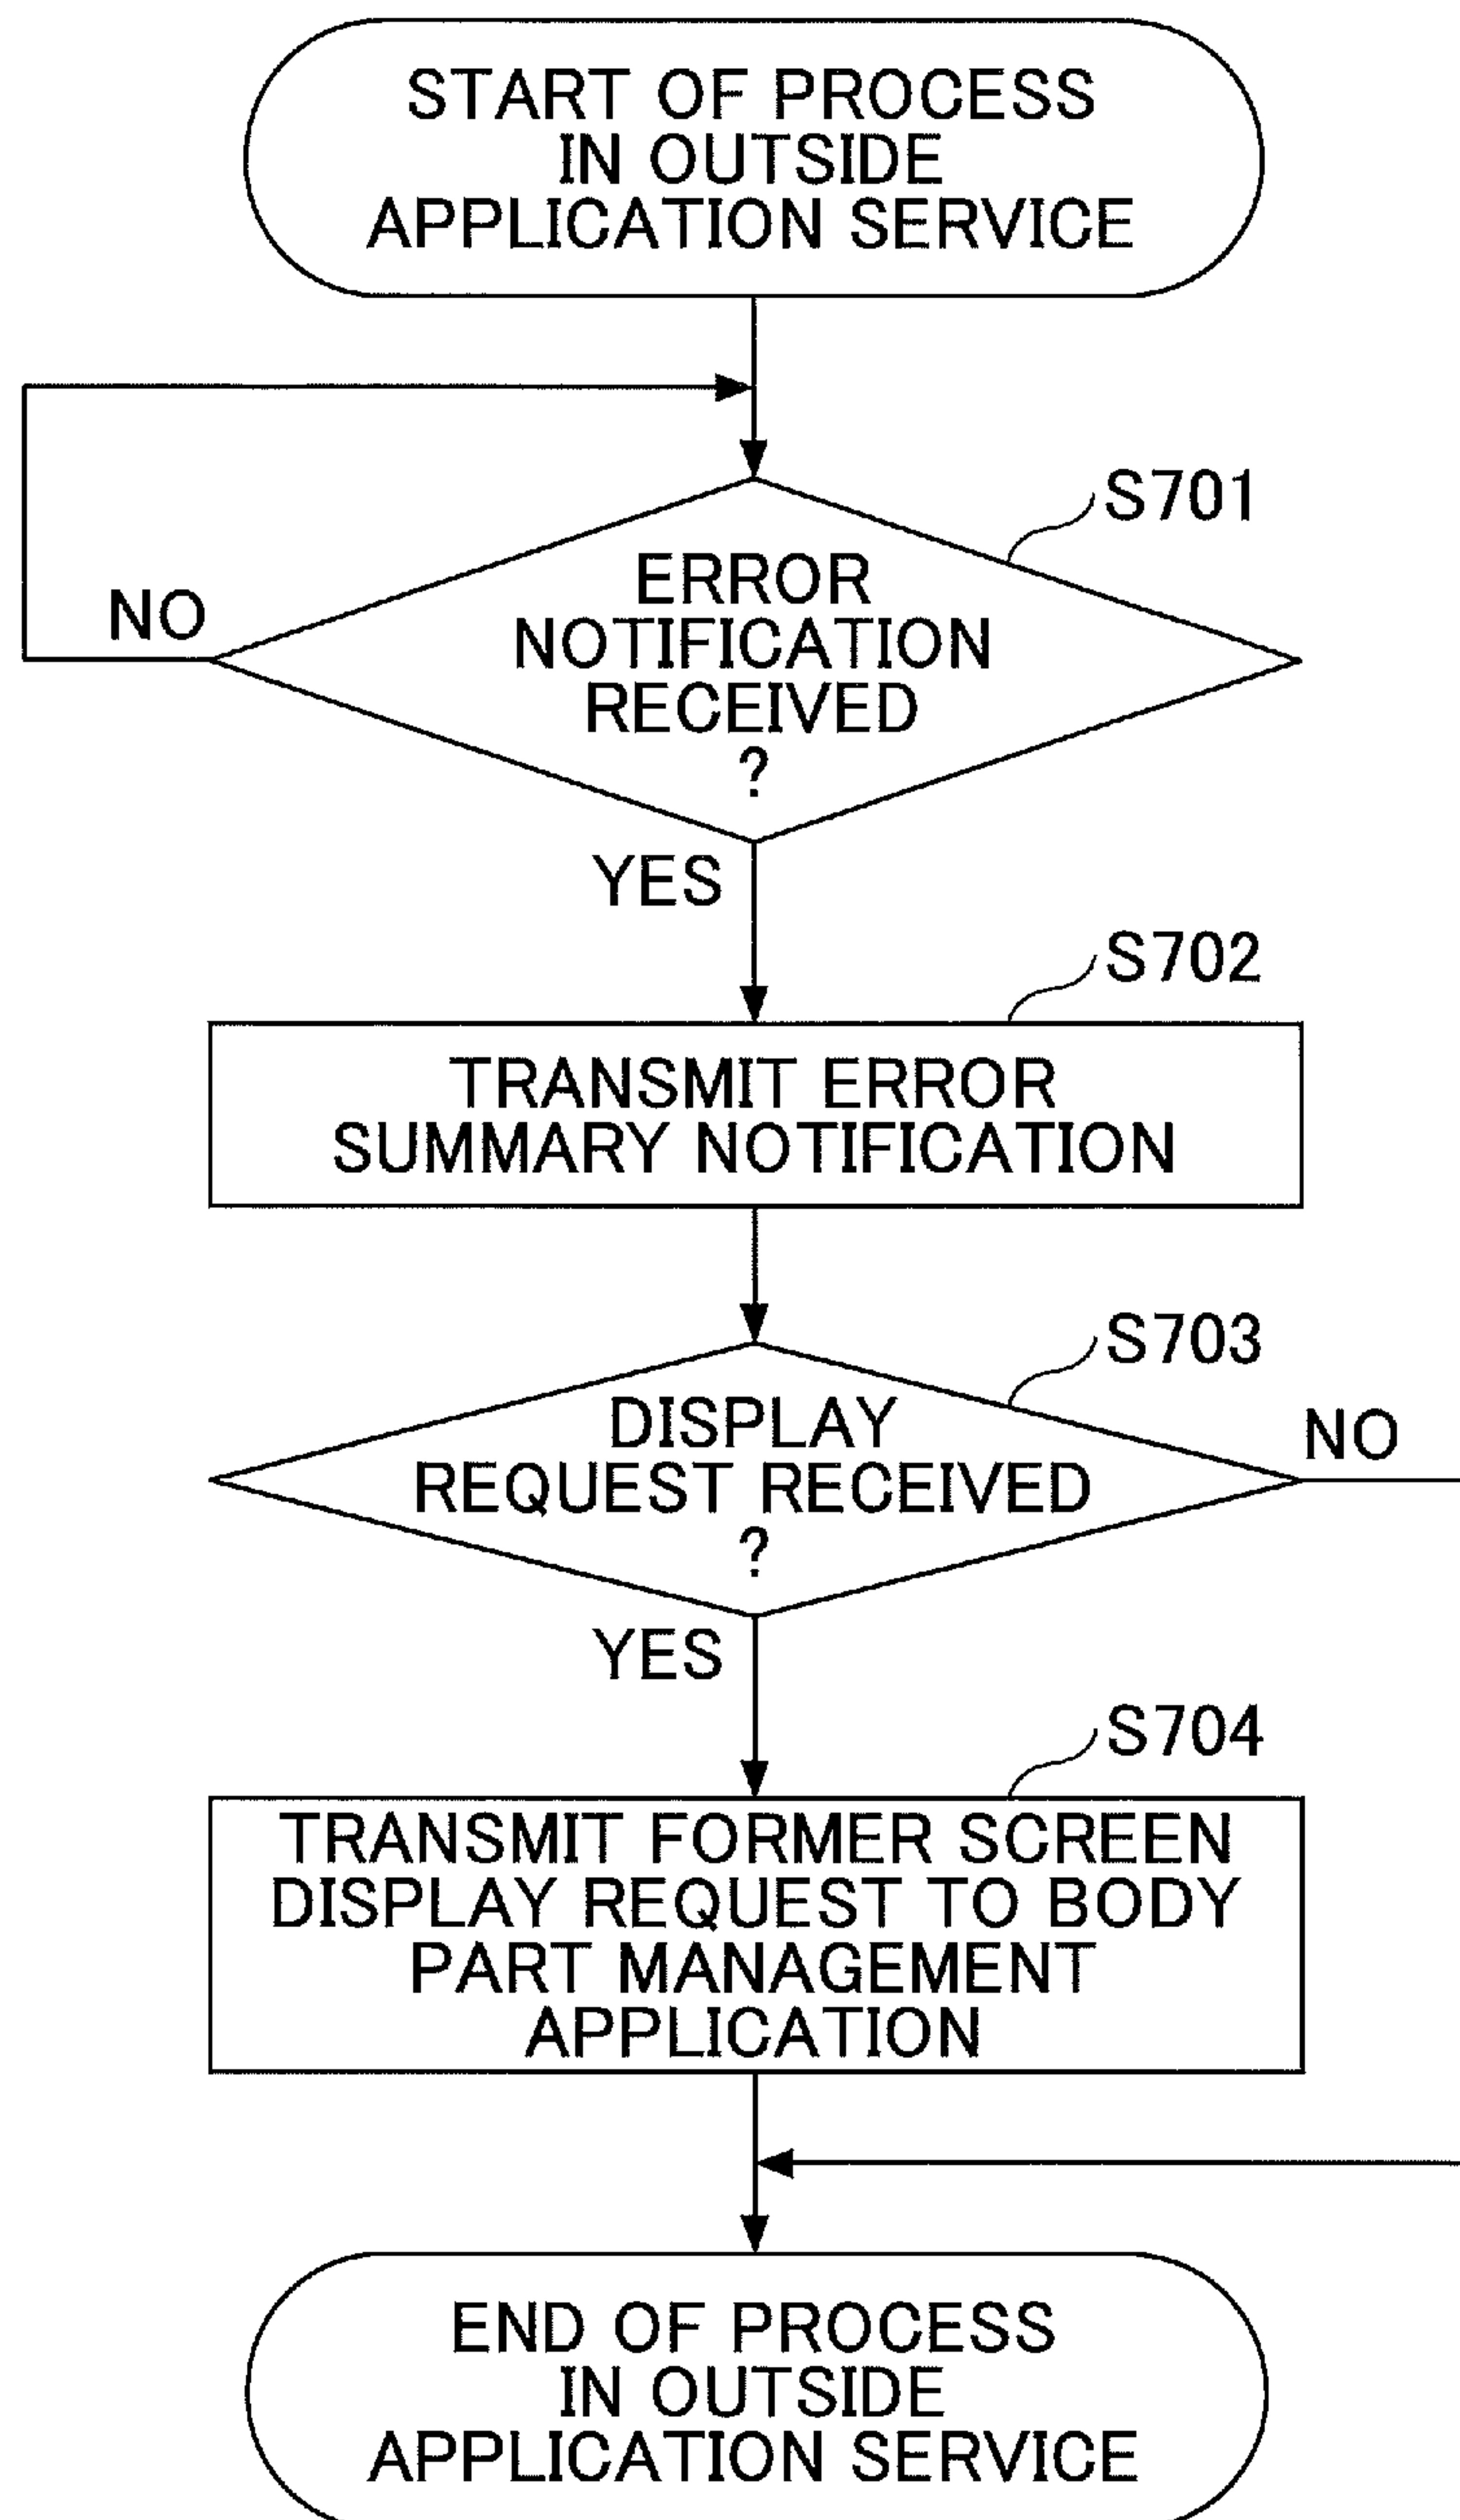 START OF PROCESS
IN OUTSIDE
APPLICATION SERVICE
S701
ERROR
NOTIFICATION
RECEIVED
?
NO
YES
S702
TRANSMIT ERROR
SUMMARY NOTIFICATION
S703
DISPLAY
REQUEST RECEIVED
?
NO
YES
S704
TRANSMIT FORMER SCREEN
DISPLAY REQUEST TO BODY
PART MANAGEMENT
APPLICATION
END OF PROCESS
IN OUTSIDE
APPLICATION SERVICE